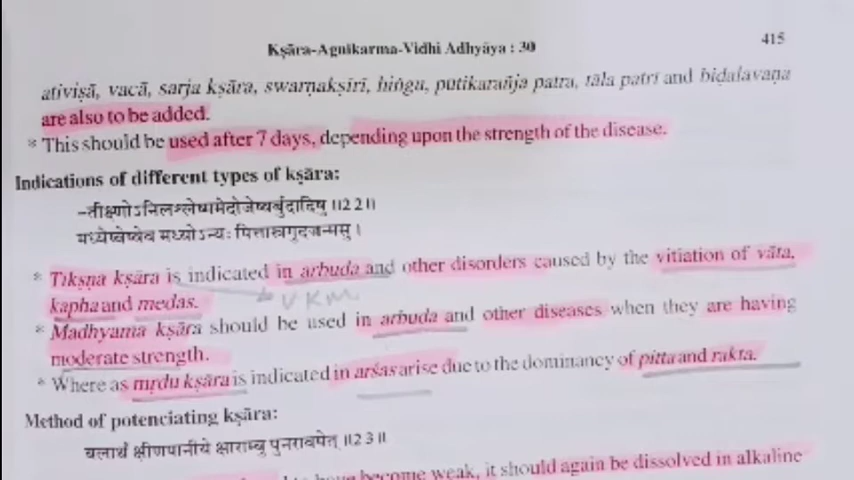 Kṣāra-Agnikarma-Vidhi Adhyāya : 30
415
ativiṣā, vacā, sarja kṣāra, swarṇakṣīrī, hiṅgu, pūtikarañja patra, tāla patrī and biḍalavaṇa
are also to be added.
* This should be used after 7 days, depending upon the strength of the disease.
Indications of different types of kṣāra:
-तीक्ष्णोऽनिलश्लेष्ममेदोजेष्वर्बुदादिषु ।।22।।
मध्येष्वेव मध्योऽन्यः पित्तास्रगुदजन्मसु ।
* Tīkṣṇa kṣāra is indicated in arbuda and other disorders caused by the vitiation of vāta,
kapha and medas.
VKM
* Madhyama kṣāra should be used in arbuda and other diseases when they are having
moderate strength.
* Where as mṛdu kṣāra is indicated in arśas arise due to the dominancy of pitta and rakta.
Method of potenciating kṣāra:
बलार्थं क्षीणपानीये क्षाराम्बु पुनरावपेत् ।।23।।
to have become weak, it should again be dissolved in alkaline